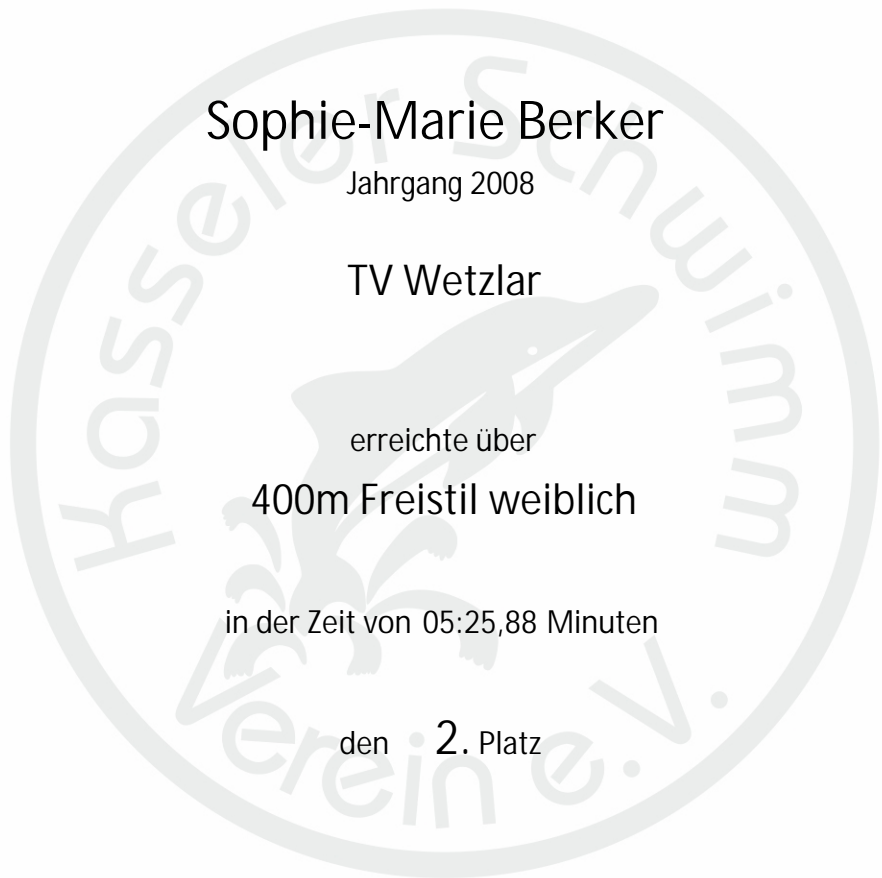 Sophie-Marie Berker
Jahrgang 2008
TV Wetzlar
erreichte über
400m Freistil weiblich
in der Zeit von 05:25,88 Minuten
den 2. Platz
Kasseler Schwimm
Verein e.V.